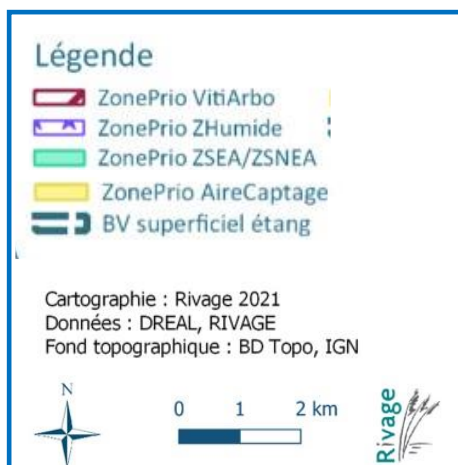 Légende
ZonePrio VitiArbo
ZonePrio ZHumide
ZonePrio ZSEA/ZSNEA
ZonePrio AireCaptage
BV superficiel étang
Cartographie : Rivage 2021
Données : DREAL, RIVAGE
Fond topographique : BD Topo, IGN
N
0 1 2 km
Rivage